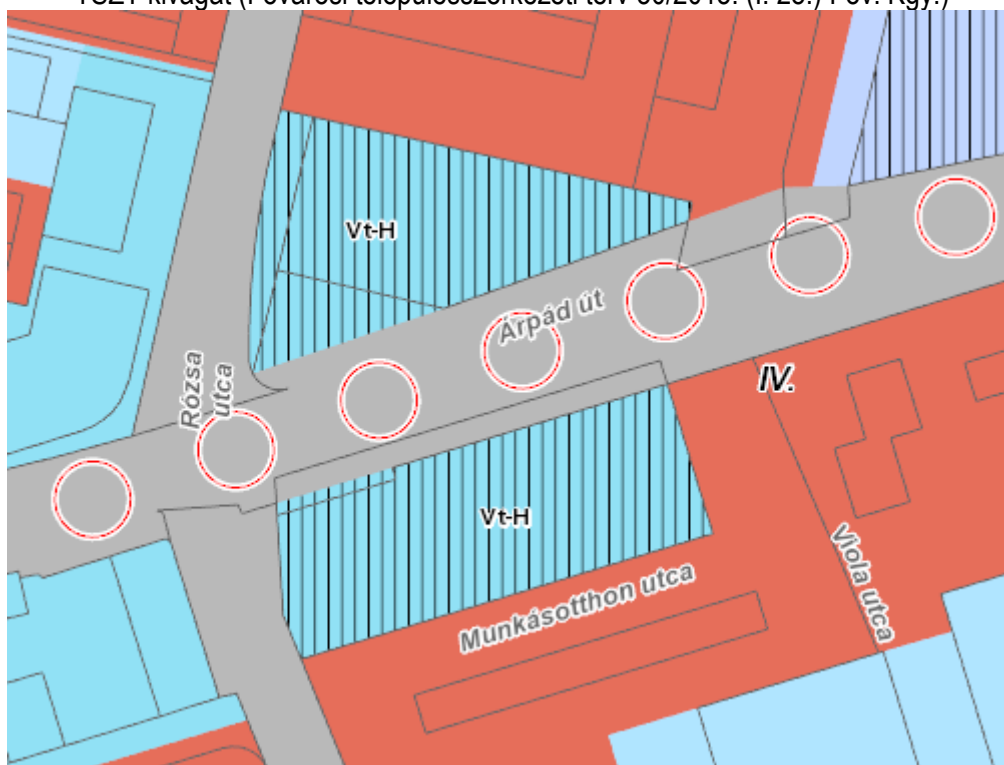 Vt-H
Árpád út
Rózsa
utca
IV.
Vt-H
Viola utca
Munkásotthon utca